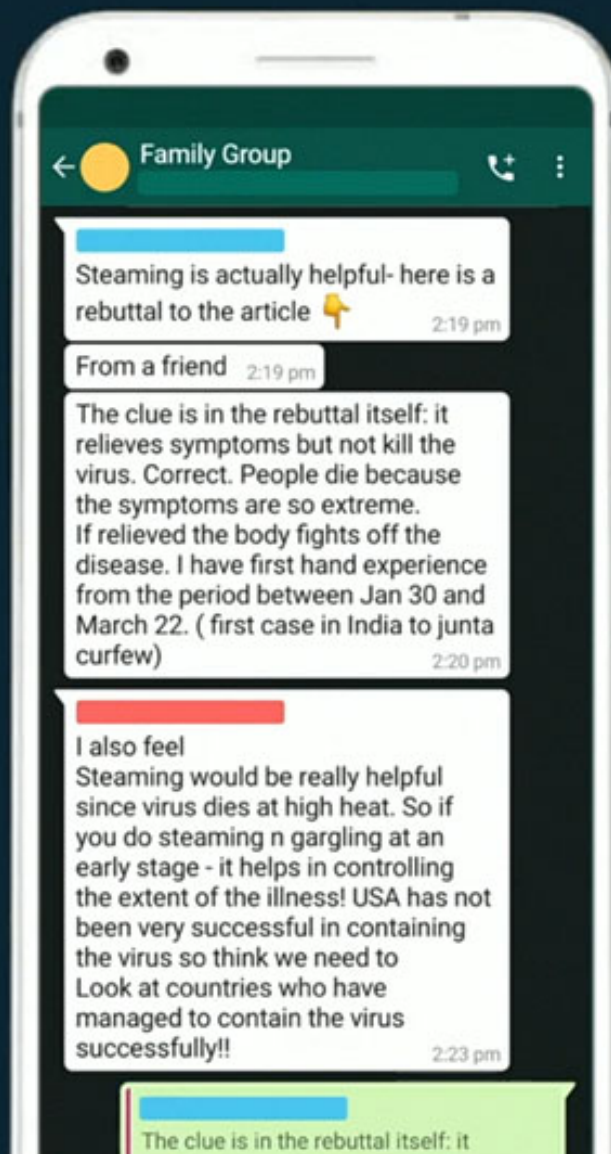 Family Group
Steaming is actually helpful- here is a
rebuttal to the article 👇
2:19 pm
From a friend 2:19 pm
The clue is in the rebuttal itself: it
relieves symptoms but not kill the
virus. Correct. People die because
the symptoms are so extreme.
If relieved the body fights off the
disease. I have first hand experience
from the period between Jan 30 and
March 22. ( first case in India to junta
curfew)
2:20 pm
I also feel
Steaming would be really helpful
since virus dies at high heat. So if
you do steaming n gargling at an
early stage - it helps in controlling
the extent of the illness! USA has not
been very successful in containing
the virus so think we need to
Look at countries who have
managed to contain the virus
successfully!!
2:23 pm
The clue is in the rebuttal itself: it